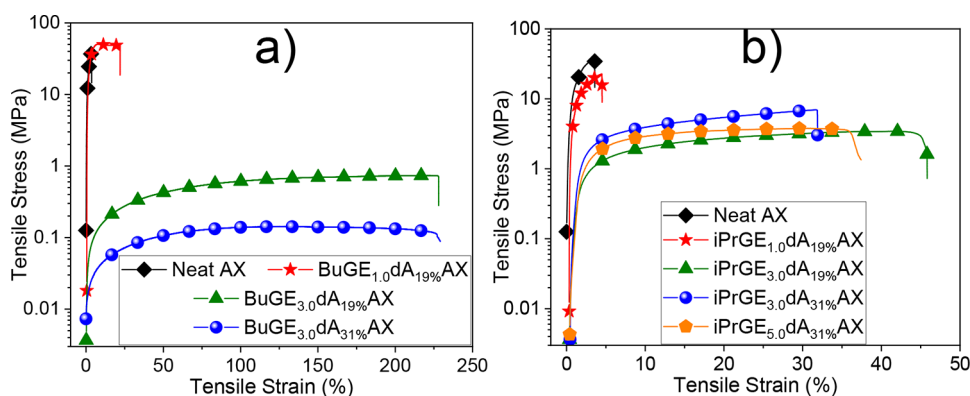 a)
Tensile Stress (MPa)
100
10
1
0.1
0.01
0 50 100 150 200 250
Tensile Strain (%)
Neat AX
BuGE1.0dA19%AX
BuGE3.0dA19%AX
BuGE3.0dA31%AX
b)
Tensile Stress (MPa)
100
10
1
0.1
0.01
0 10 20 30 40 50
Tensile Strain (%)
Neat AX
iPrGE1.0dA19%AX
iPrGE3.0dA19%AX
iPrGE3.0dA31%AX
iPrGE5.0dA31%AX